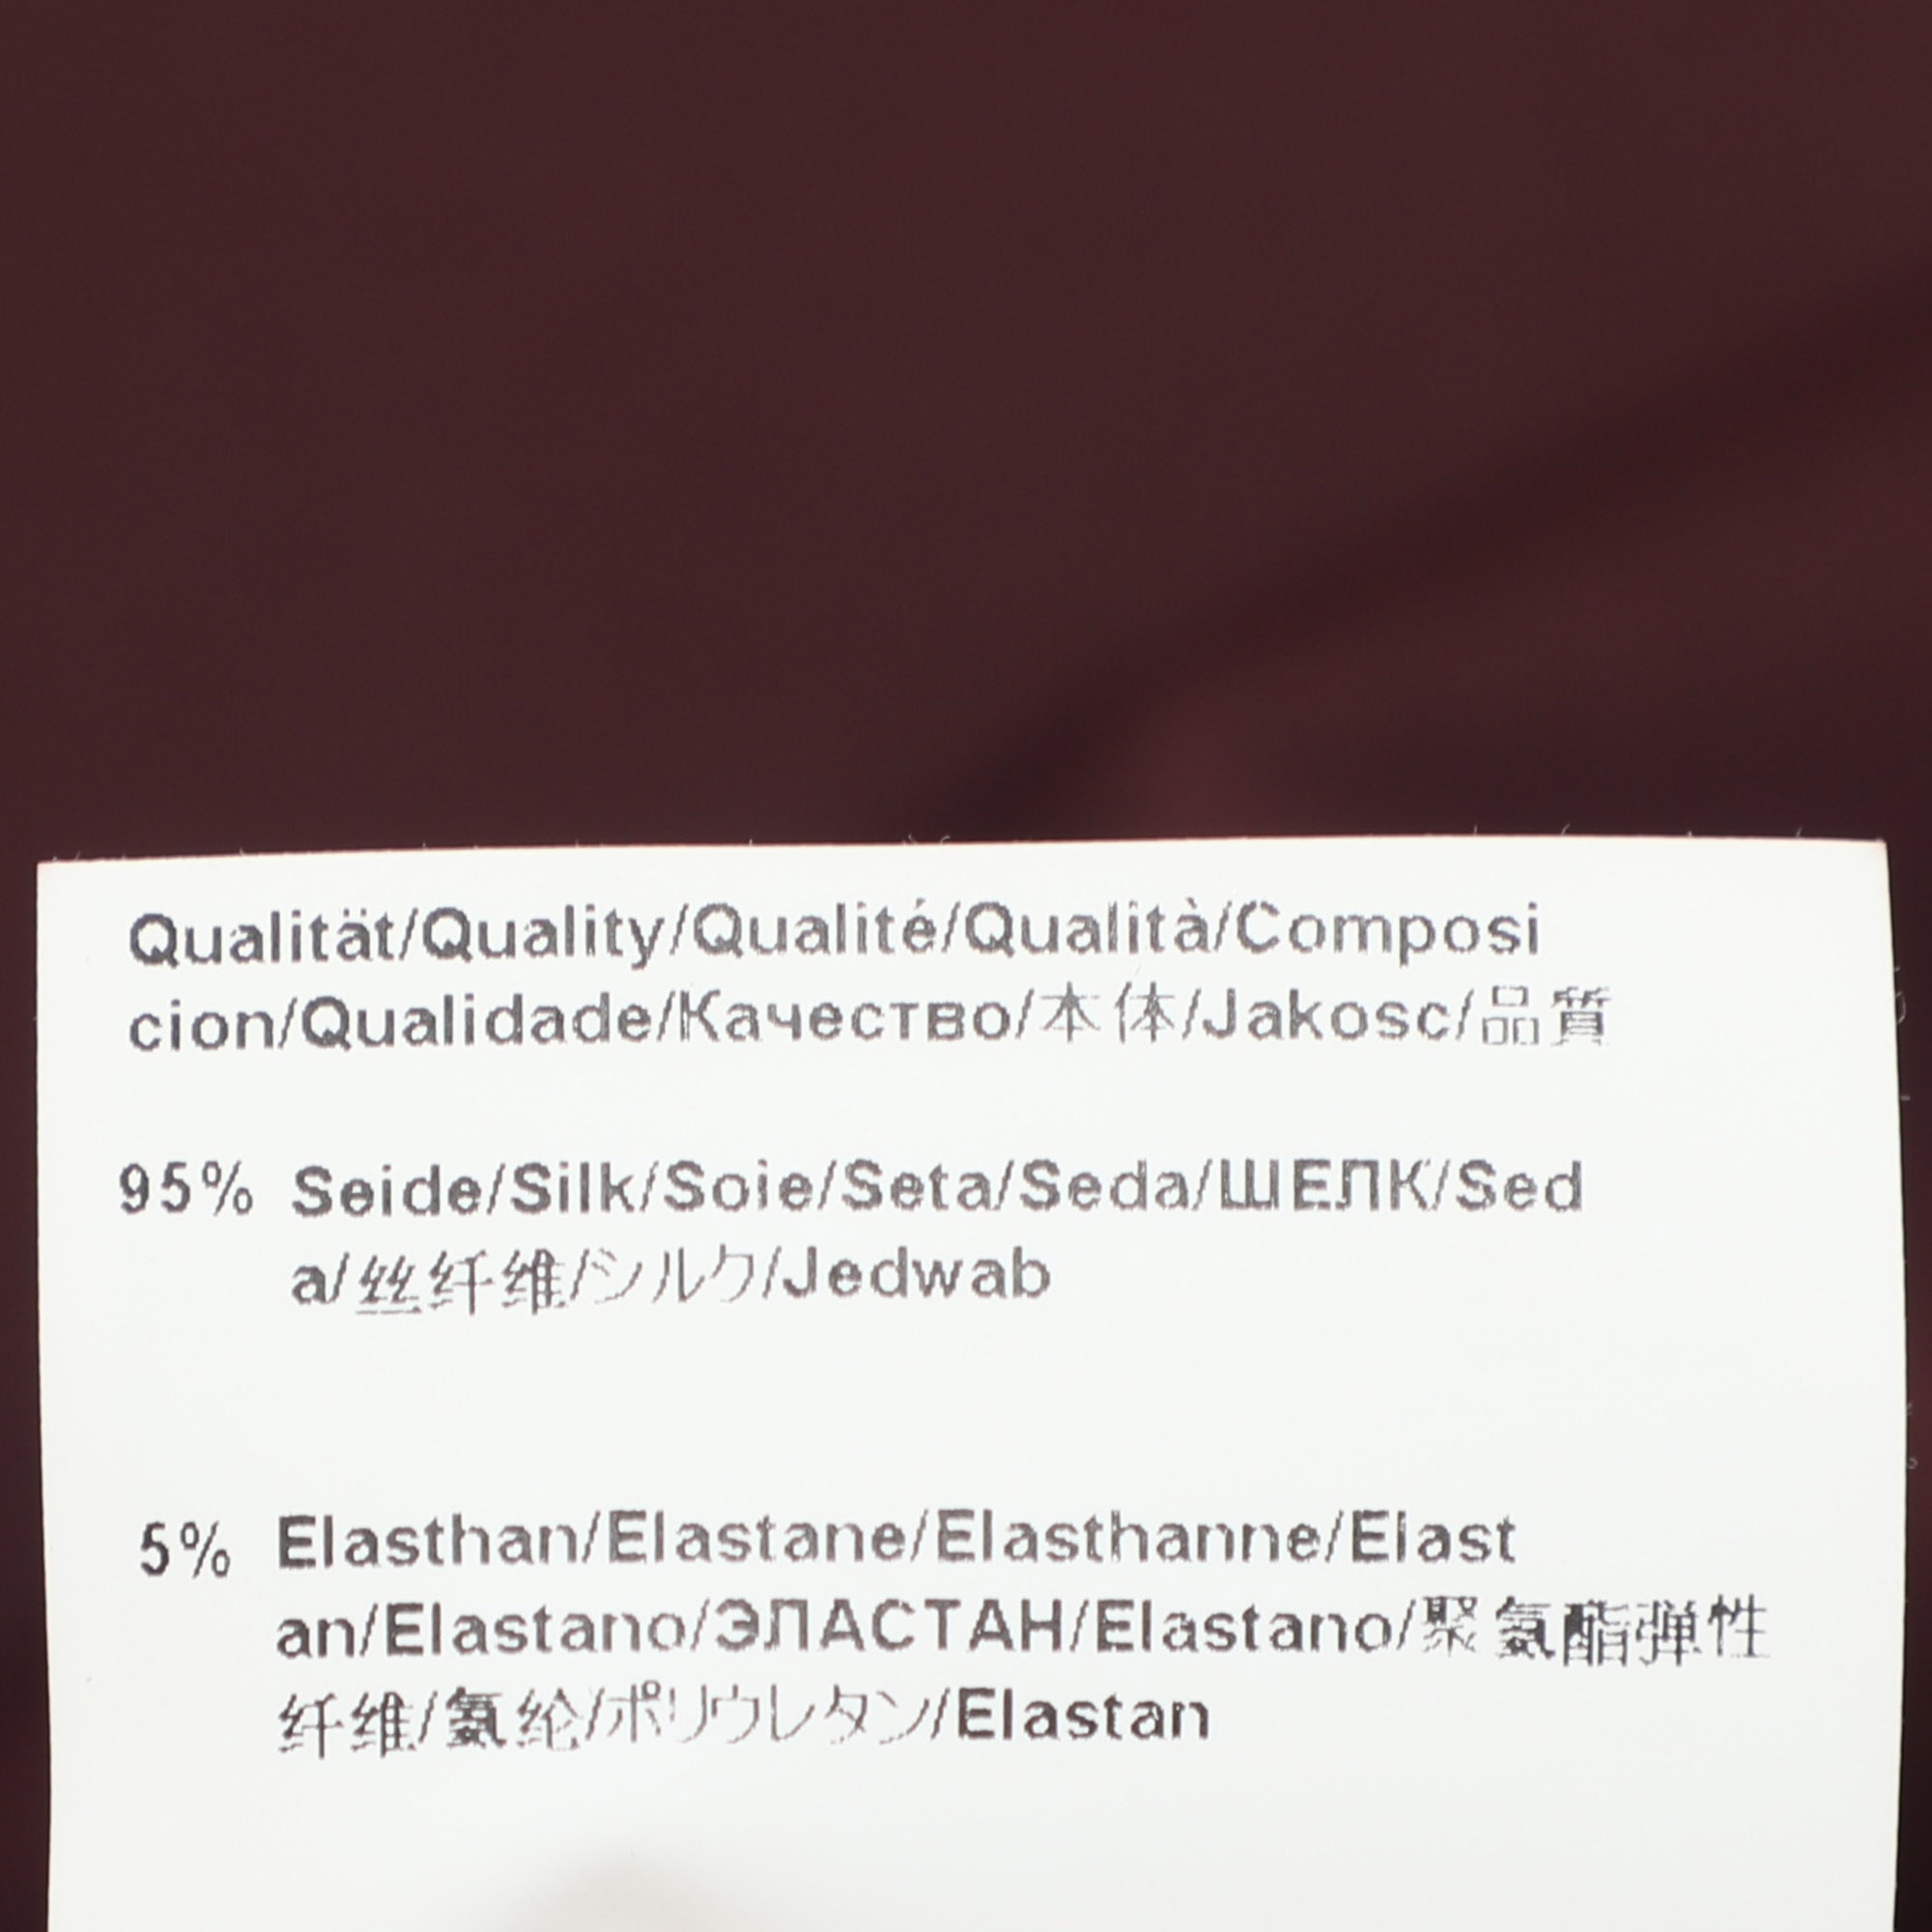 Qualität/Quality/Qualité/Qualità/Composi
cion/Qualidade/Качество/本体/Jakosc/品質
95% Seide/Silk/Soie/Seta/Seda/ШЕЛК/Sed
a/丝纤维/シルク/Jedwab
5% Elasthan/Elastane/Elasthanne/Elast
an/Elastano/ЭЛАСТАН/Elastano/聚氨酯弹性
纤维/氨纶/ポリウレタン/Elastan